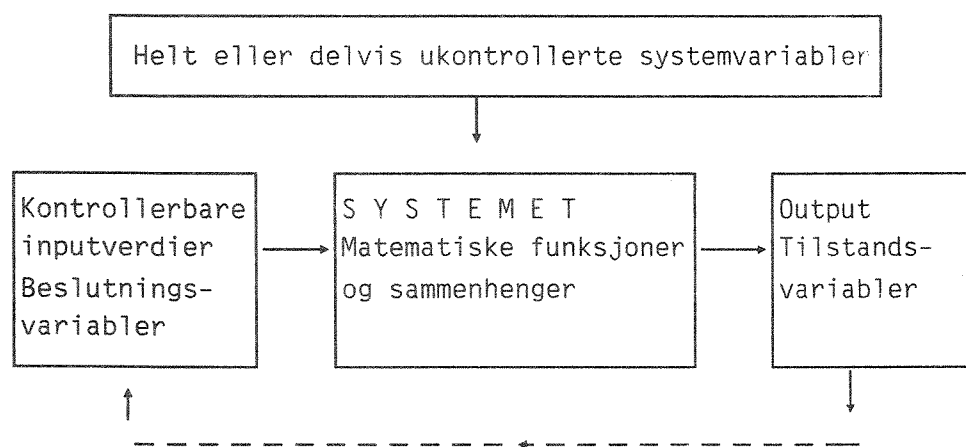 Helt eller delvis ukontrollerte systemvariabler
Kontrollerbare
inputverdier
Beslutnings-
variabler
S Y S T E M E T
Matematiske funksjoner
og sammenhenger
Output
Tilstands-
variabler